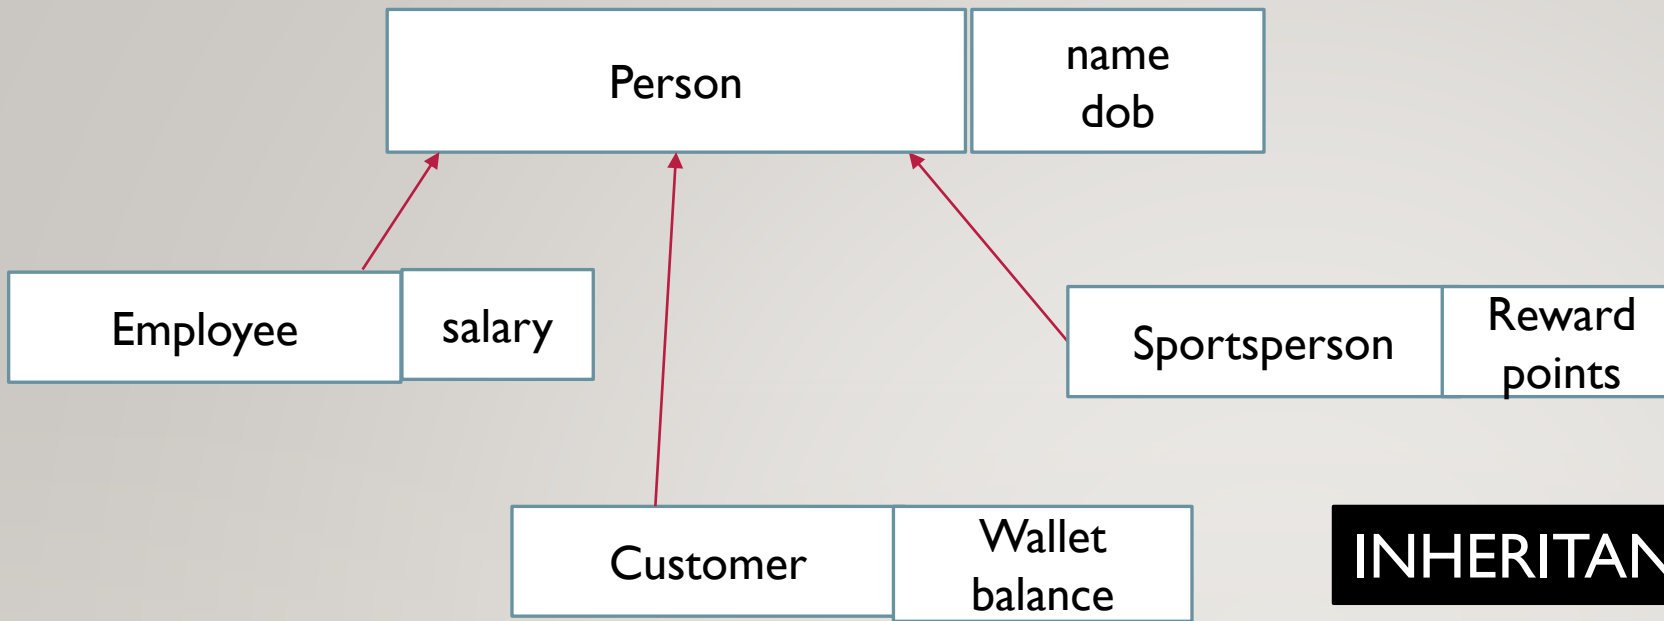 Person
name
dob
Employee
salary
Sportsperson
Reward
points
Customer
Wallet
balance
INHERITAN